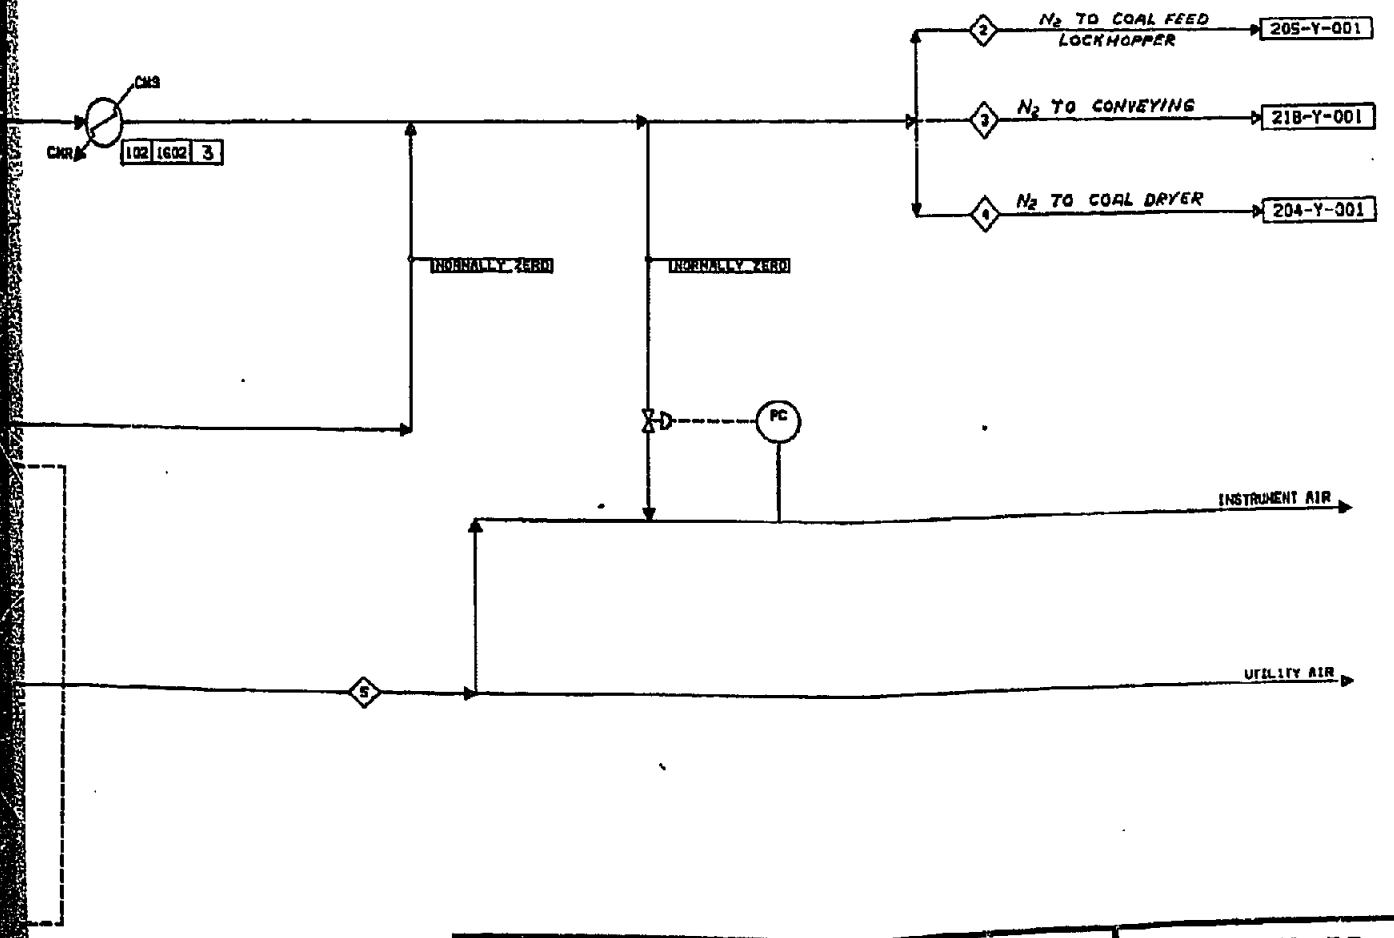 2
N2 TO COAL FEED
LOCKHOPPER
205-Y-001
CWS
3
N2 TO CONVEYING
218-Y-001
CWR
102 1602 3
4
N2 TO COAL DRYER
204-Y-001
NORMALLY ZERO
NORMALLY ZERO
PC
INSTRUMENT AIR
5
UTILITY AIR